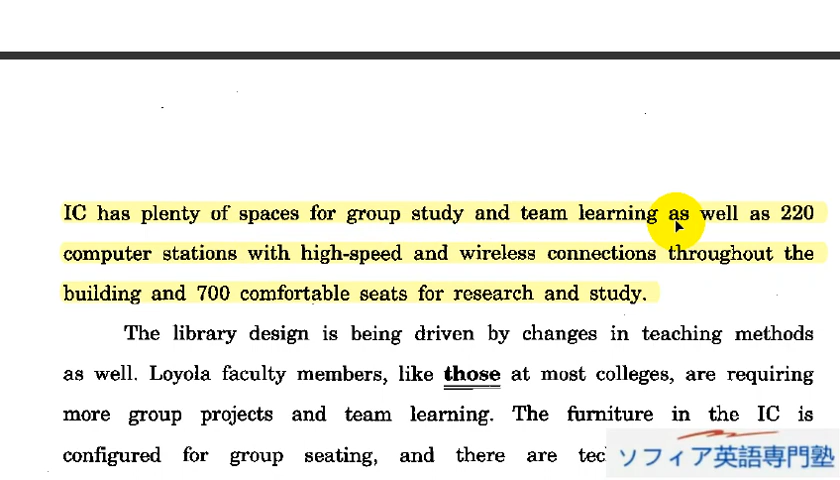 IC has plenty of spaces for group study and team learning as well as 220
computer stations with high-speed and wireless connections throughout the
building and 700 comfortable seats for research and study.
The library design is being driven by changes in teaching methods
as well. Loyola faculty members, like those at most colleges, are requiring
more group projects and team learning. The furniture in the IC is
configured for group seating, and there are
ソフィア英語専門塾